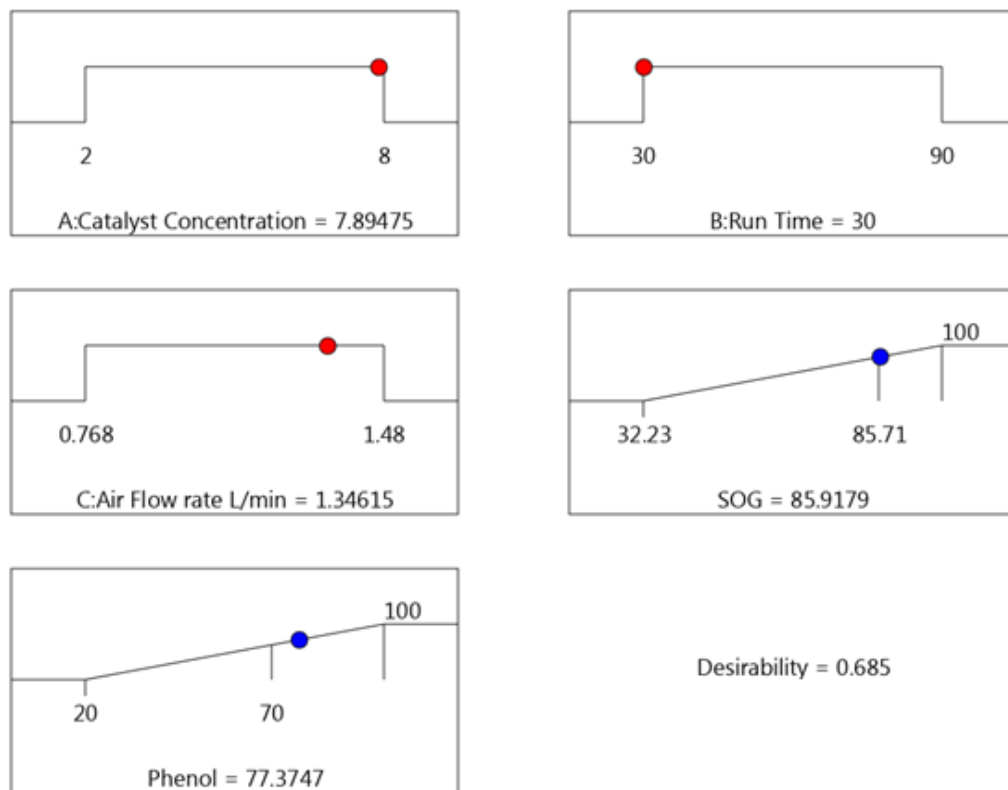 2 8
A:Catalyst Concentration = 7.89475
30 90
B:Run Time = 30
0.768 1.48
C:Air Flow rate L/min = 1.34615
100
32.23 85.71
SOG = 85.9179
100
20 70
Phenol = 77.3747
Desirability = 0.685